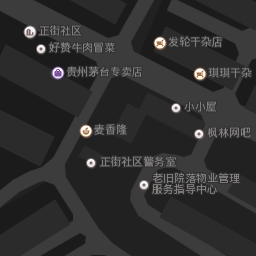 正街社区
发轮干杂店
好赞牛肉冒菜
贵州茅台专卖店
琪琪干杂
小小屋
麦香隆
枫林网吧
正街社区警务室
老旧院落物业管理
服务指导中心